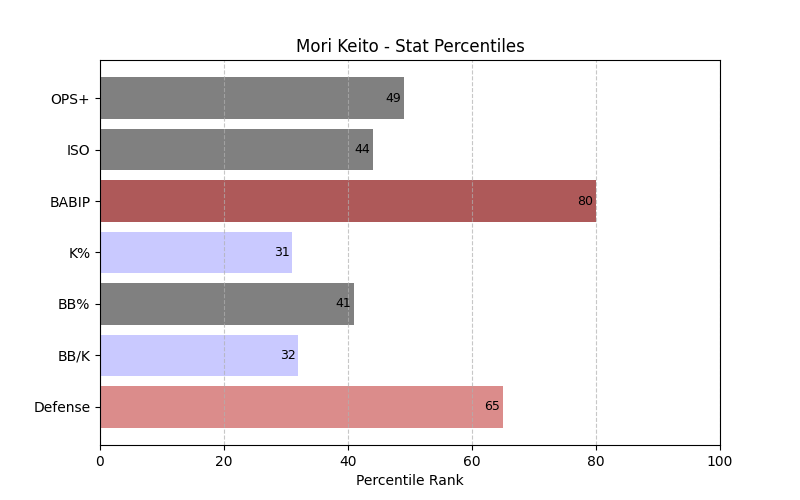 Mori Keito - Stat Percentiles
OPS+ 49
ISO 44
BABIP 80
K% 31
BB% 41
BB/K 32
Defense 65
0 20 40 60 80 100
Percentile Rank